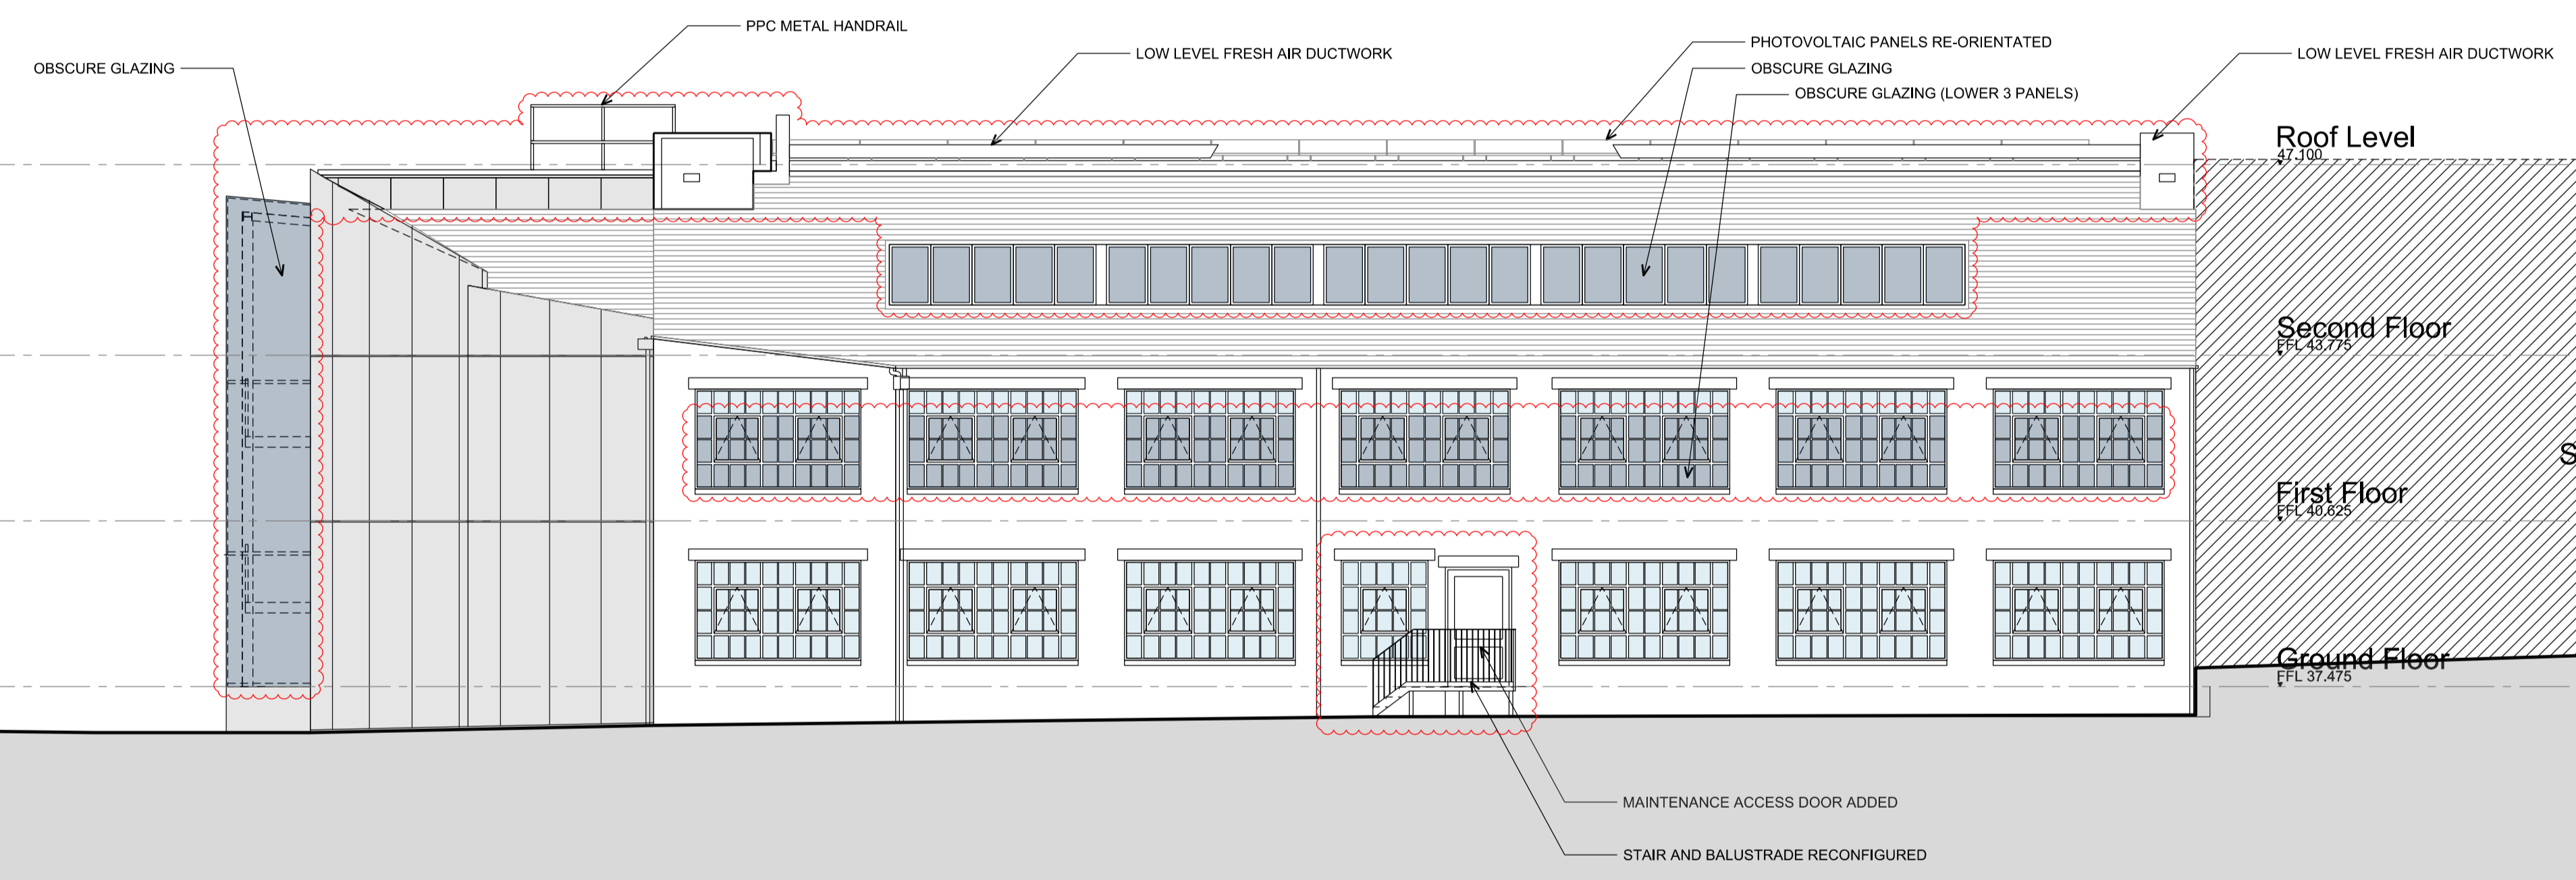 PPC METAL HANDRAIL
OBSCURE GLAZING
LOW LEVEL FRESH AIR DUCTWORK
PHOTOVOLTAIC PANELS RE-ORIENTATED
OBSCURE GLAZING
OBSCURE GLAZING (LOWER 3 PANELS)
LOW LEVEL FRESH AIR DUCTWORK
Roof Level
47.100
Second Floor
FFL 43.775
S
First Floor
FFL 40.625
Ground Floor
FFL 37.475
MAINTENANCE ACCESS DOOR ADDED
STAIR AND BALUSTRADE RECONFIGURED